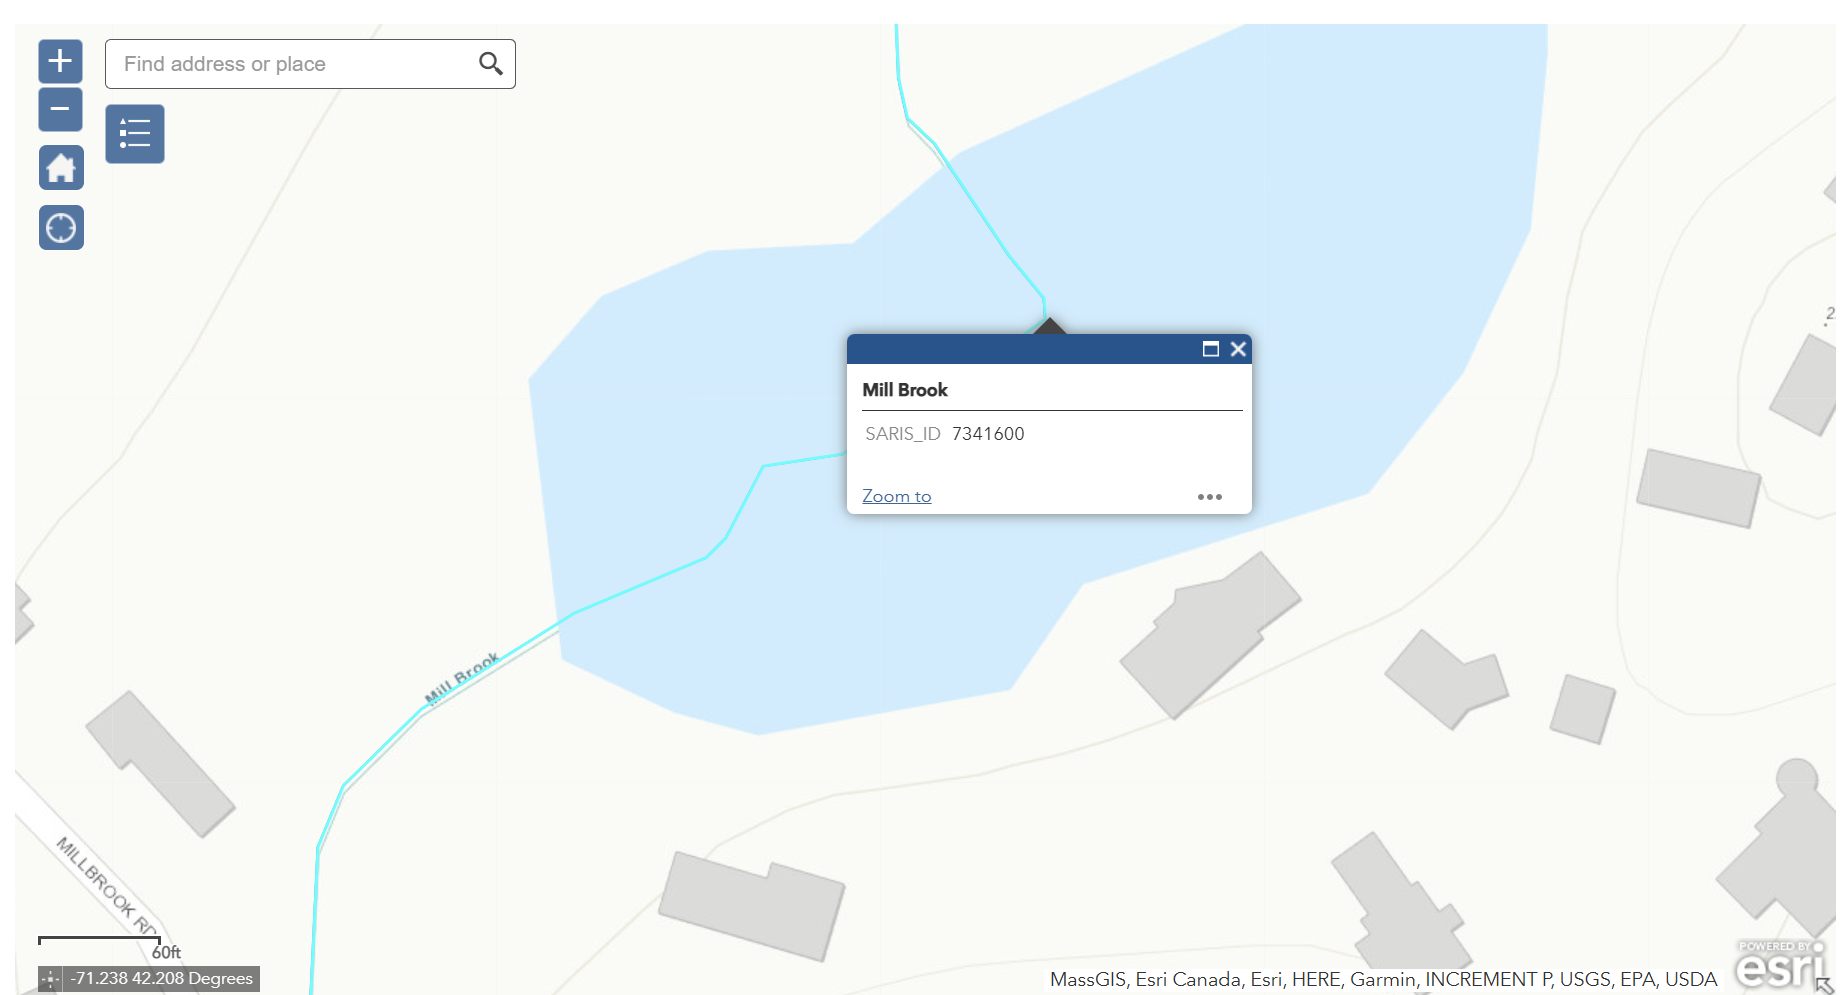 Find address or place
2
Mill Brook
SARIS_ID 7341600
Zoom to
Mill Brook
MILLBROOK RD
60ft
-71.238 42.208 Degrees
MassGIS, Esri Canada, Esri, HERE, Garmin, INCREMENT P, USGS, EPA, USDA
POWERED BY
esri